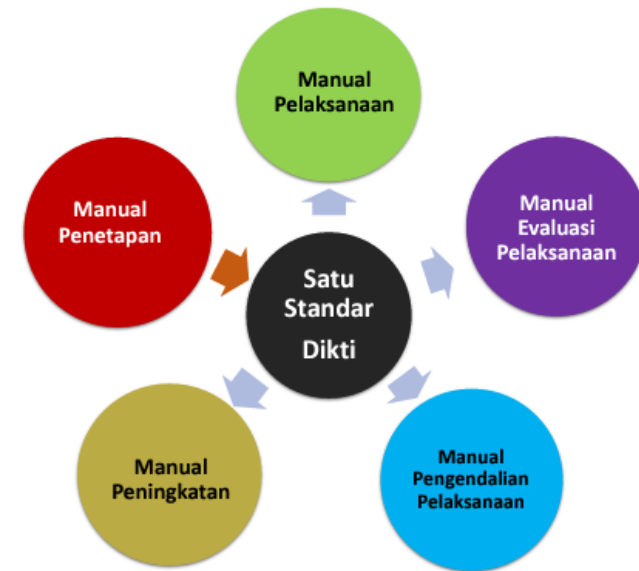 Manual
Pelaksanaan
Manual
Penetapan
Manual
Evaluasi
Pelaksanaan
Satu
Standar
Dikti
Manual
Peningkatan
Manual
Pengendalian
Pelaksanaan